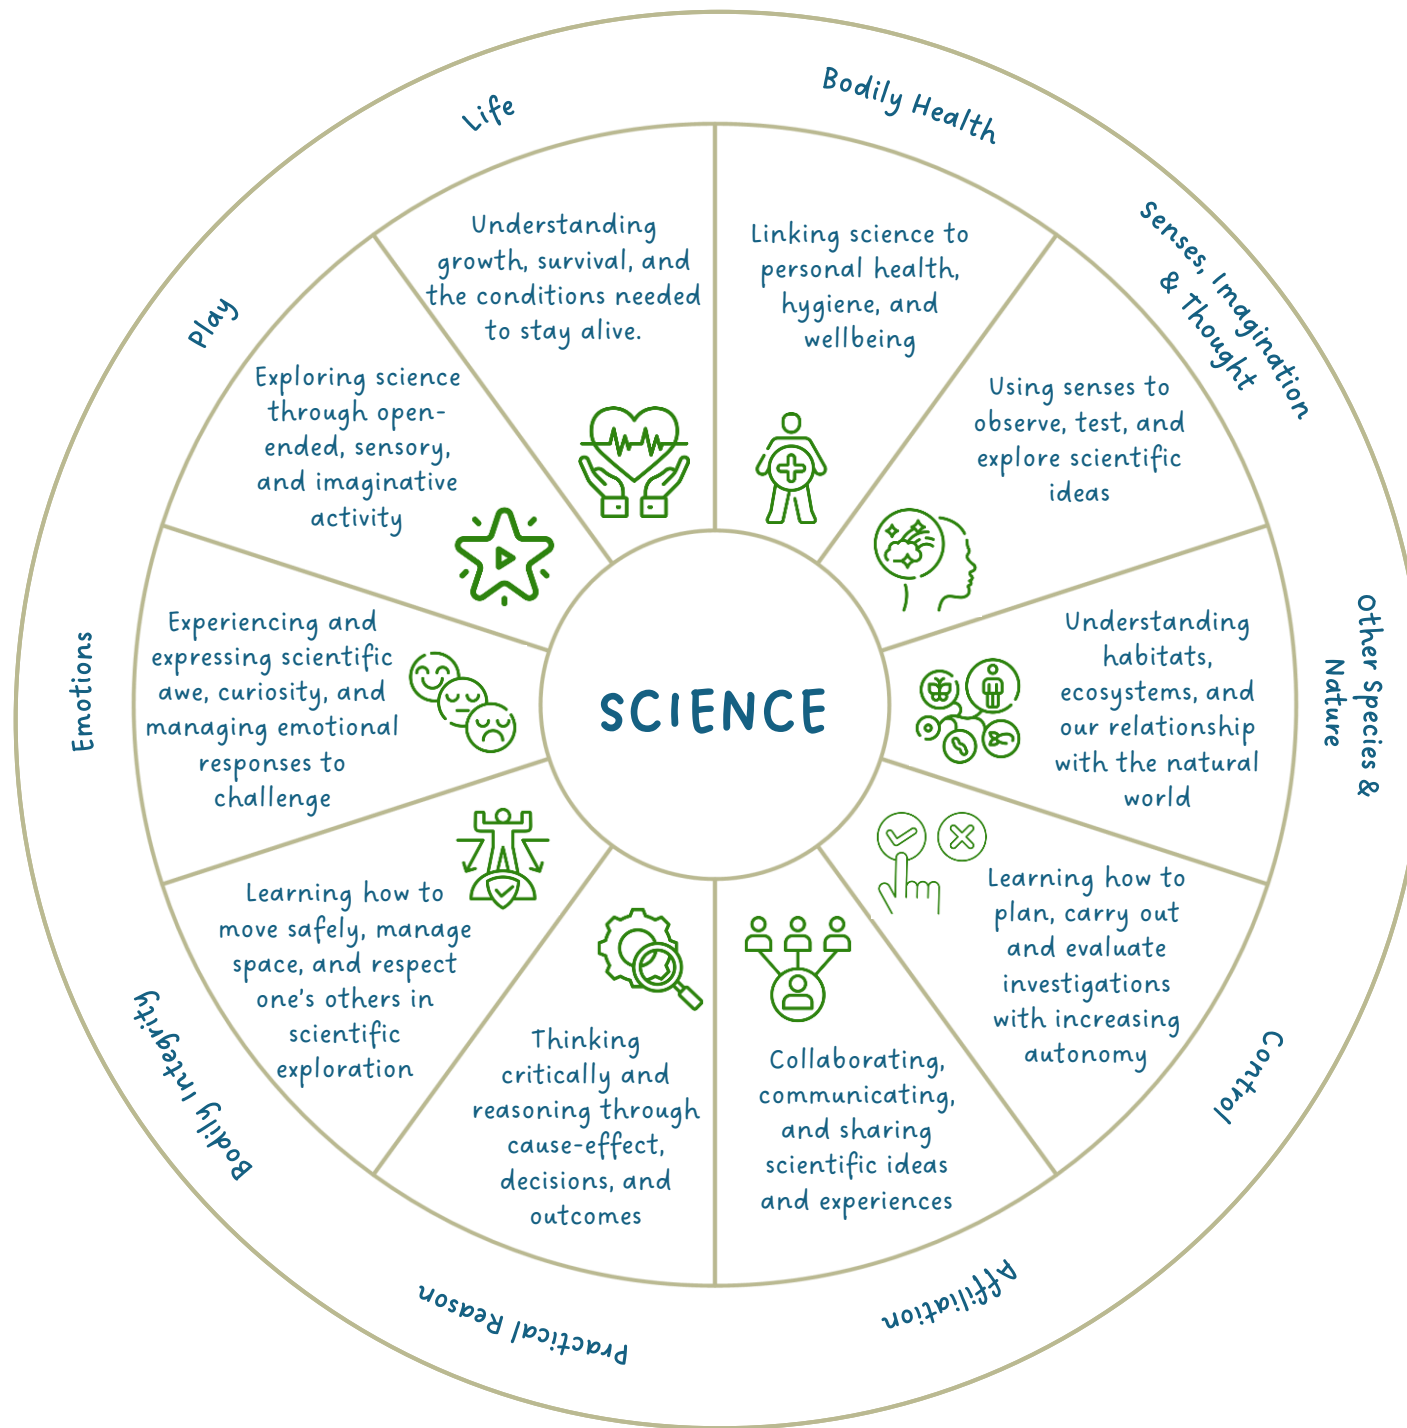 Life
Understanding
growth, survival, and
the conditions needed
to stay alive.
Bodily Health
Linking science to
personal health,
hygiene, and
wellbeing
Senses, Imagination
& Thought
Using senses to
observe, test, and
explore scientific
ideas
Other Species &
Nature
Understanding
habitats,
ecosystems, and
our relationship
with the natural
world
Control
Learning how to
plan, carry out
and evaluate
investigations
with increasing
autonomy
Affiliation
Collaborating,
communicating,
and sharing
scientific ideas
and experiences
Practical Reason
Thinking
critically and
reasoning through
cause-effect,
decisions, and
outcomes
Bodily Integrity
Learning how to
move safely, manage
space, and respect
one's others in
scientific
exploration
Emotions
Experiencing and
expressing scientific
awe, curiosity, and
managing emotional
responses to
challenge
Play
Exploring science
through open-
ended, sensory,
and imaginative
activity
SCIENCE